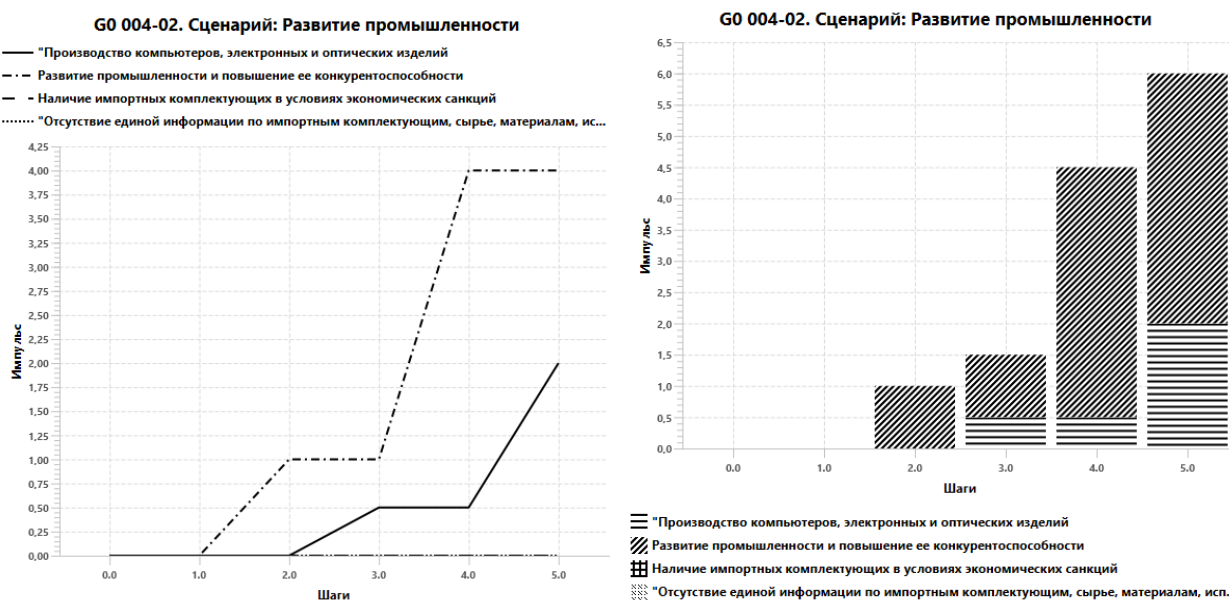 G0 004-02. Сценарий: Развитие промышленности
"Производство компьютеров, электронных и оптических изделий
Развитие промышленности и повышение ее конкурентоспособности
Наличие импортных комплектующих в условиях экономических санкций
"Отсутствие единой информации по импортным комплектующим, сырье, материалам, ис...
4,25
4,00
3,75
3,50
3,25
3,00
2,75
2,50
2,25
2,00
1,75
1,50
1,25
1,00
0,75
0,50
0,25
0,00
Импульс
0.0 1.0 2.0 3.0 4.0 5.0
Шаги
G0 004-02. Сценарий: Развитие промышленности
6,5
6,0
5,5
5,0
4,5
4,0
3,5
3,0
2,5
2,0
1,5
1,0
0,5
0,0
Импульс
0.0 1.0 2.0 3.0 4.0 5.0
Шаги
"Производство компьютеров, электронных и оптических изделий
Развитие промышленности и повышение ее конкурентоспособности
Наличие импортных комплектующих в условиях экономических санкций
"Отсутствие единой информации по импортным комплектующим, сырье, материалам, исп.